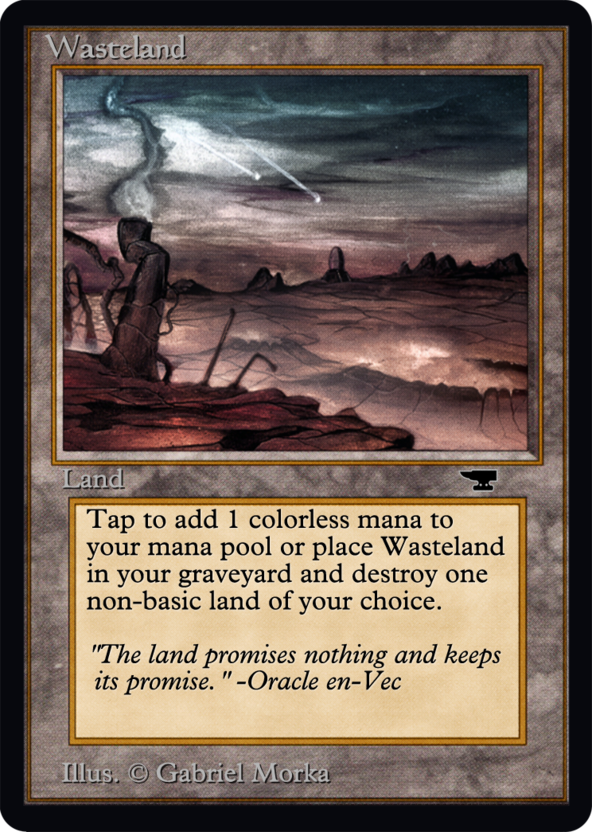 Wasteland
Land
Tap to add 1 colorless mana to
your mana pool or place Wasteland
in your graveyard and destroy one
non-basic land of your choice.
"The land promises nothing and keeps
its promise." -Oracle en-Vec
Illus. © Gabriel Morka